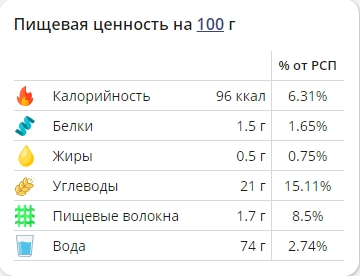 Пищевая ценность на 100 г
% от РСП
Калорийность 96 ккал 6.31%
Белки 1.5 г 1.65%
Жиры 0.5 г 0.75%
Углеводы 21 г 15.11%
Пищевые волокна 1.7 г 8.5%
Вода 74 г 2.74%